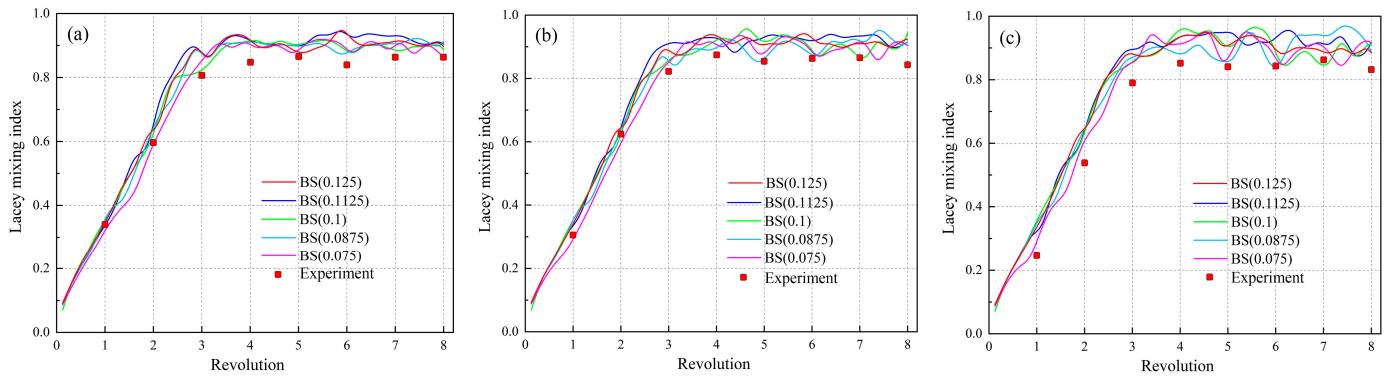 (a)
Lacey mixing index
1.0
0.8
0.6
0.4
0.2
0.0
BS(0.125)
BS(0.1125)
BS(0.1)
BS(0.0875)
BS(0.075)
Experiment
0 1 2 3 4 5 6 7 8
Revolution
(b)
Lacey mixing index
1.0
0.8
0.6
0.4
0.2
0.0
BS(0.125)
BS(0.1125)
BS(0.1)
BS(0.0875)
BS(0.075)
Experiment
0 1 2 3 4 5 6 7 8
Revolution
(c)
Lacey mixing index
1.0
0.8
0.6
0.4
0.2
0.0
BS(0.125)
BS(0.1125)
BS(0.1)
BS(0.0875)
BS(0.075)
Experiment
0 1 2 3 4 5 6 7 8
Revolution